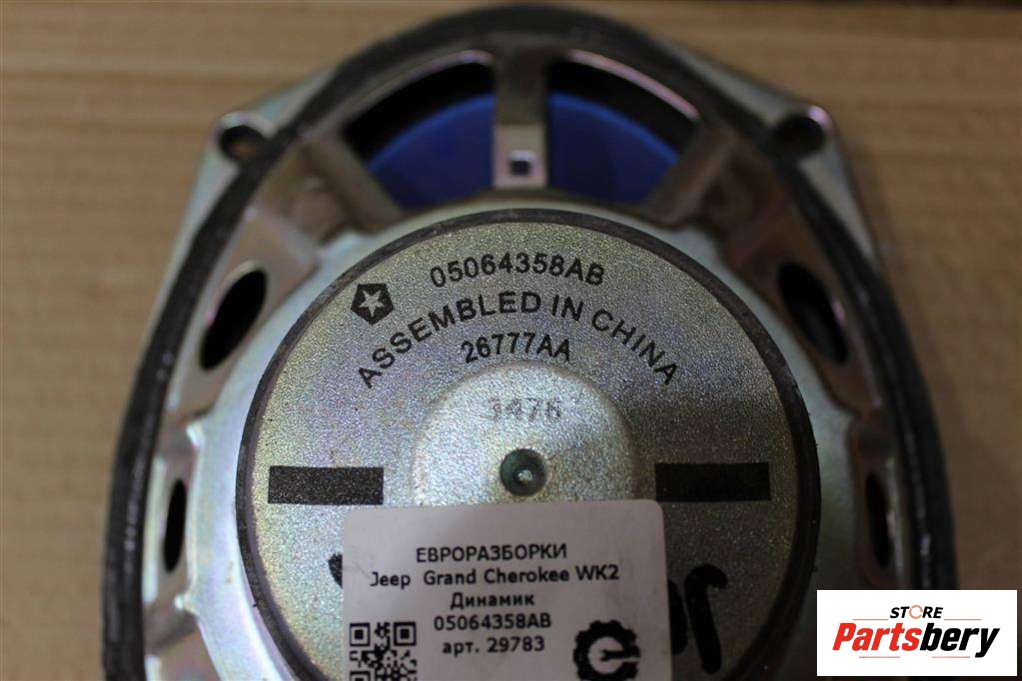 05064358AB
ASSEMBLED IN CHINA
26777AA
3476
ЕВРОРАЗБОРКИ
Jeep Grand Cherokee WK2
Динамик
05064358AB
арт. 29783
STORE
Partsbery